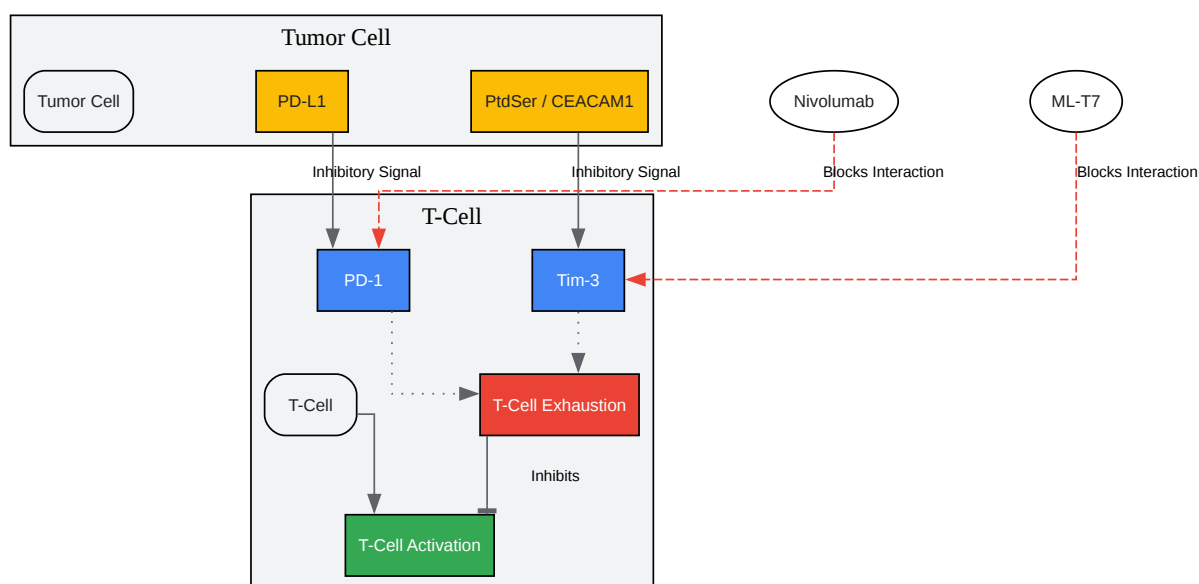 Tumor Cell
Tumor Cell
PD-L1
PtdSer / CEACAM1
Nivolumab
ML-T7
Inhibitory Signal
Inhibitory Signal
Blocks Interaction
Blocks Interaction
T-Cell
PD-1
Tim-3
T-Cell
T-Cell Exhaustion
Inhibits
T-Cell Activation